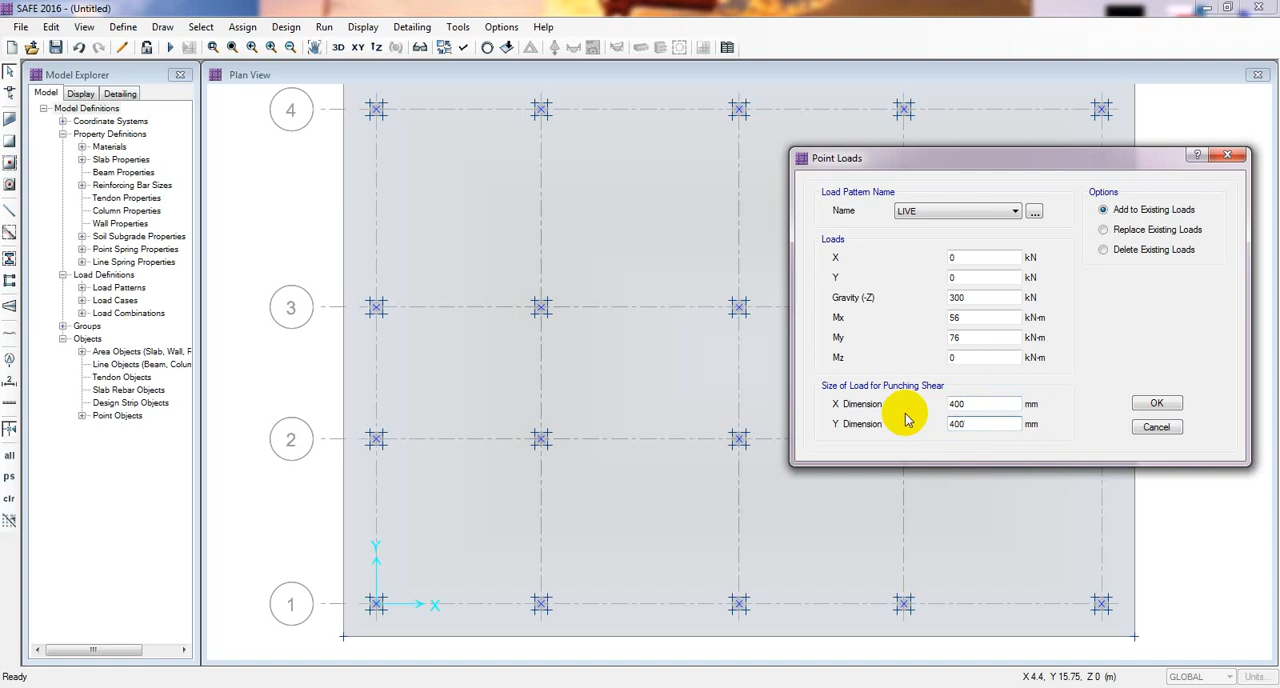 SAFE 2016 - (Untitled)
File Edit View Define Draw Select Assign Design Run Display Detailing Tools Options Help
3D XY
Model Explorer
Plan View
Model Display Detailing
Model Definitions
Coordinate Systems
Property Definitions
Materials
Slab Properties
Beam Properties
Reinforcing Bar Sizes
Tendon Properties
Column Properties
Wall Properties
Soil Subgrade Properties
Point Spring Properties
Line Spring Properties
Load Definitions
Load Patterns
Load Cases
Load Combinations
Groups
Objects
Area Objects (Slab, Wall, F
Line Objects (Beam, Colun
Tendon Objects
Slab Rebar Objects
Design Strip Objects
Point Objects
all
ps
clr
4
3
2
1
Y
X
Point Loads
Load Pattern Name
Name LIVE ...
Loads
X 0 kN
Y 0 kN
Gravity (-Z) 300 kN
Mx 56 kN-m
My 76 kN-m
Mz 0 kN-m
Size of Load for Punching Shear
X Dimension 400 mm
Y Dimension 400 mm
Options
Add to Existing Loads
Replace Existing Loads
Delete Existing Loads
OK
Cancel
Ready
X 4.4, Y 15.75, Z 0 (m)
GLOBAL
Units...